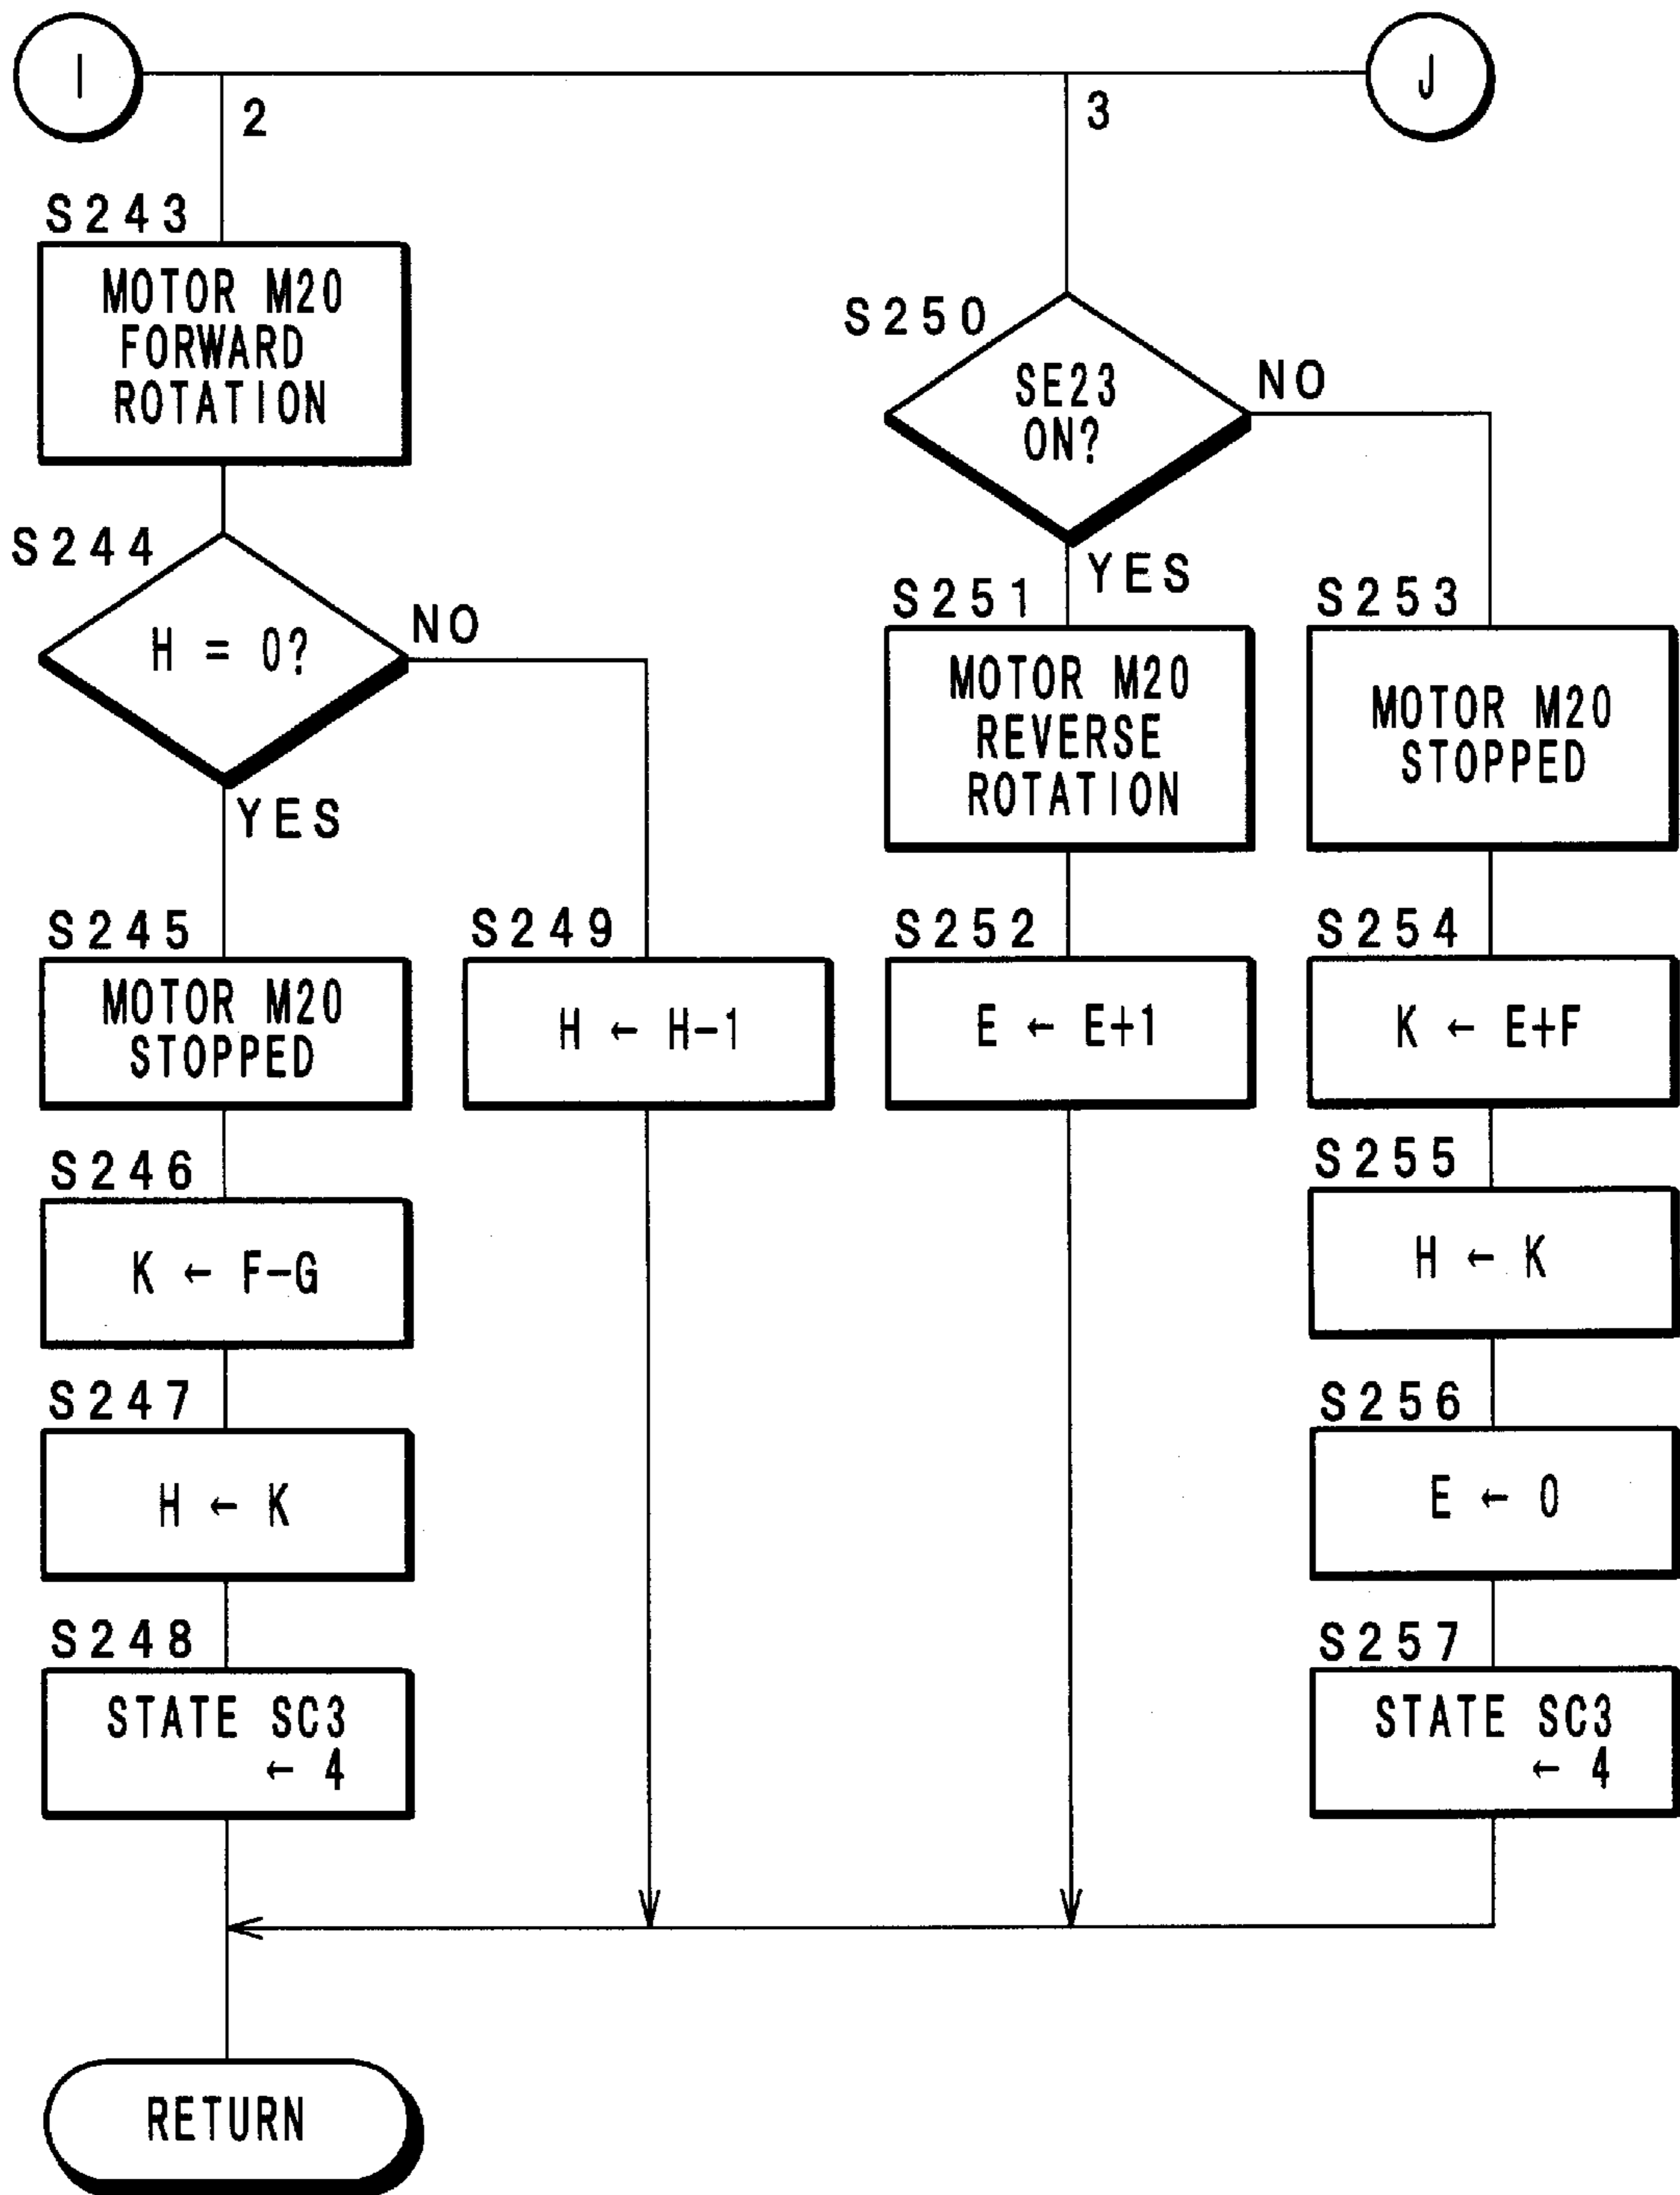 I
J
2
3
S243
MOTOR M20
FORWARD
ROTATION
S244
H = 0?
NO
YES
S245
MOTOR M20
STOPPED
S246
K ← F-G
S247
H ← K
S248
STATE SC3
← 4
S249
H ← H-1
S250
SE23
ON?
NO
YES
S251
MOTOR M20
REVERSE
ROTATION
S252
E ← E+1
S253
MOTOR M20
STOPPED
S254
K ← E+F
S255
H ← K
S256
E ← 0
S257
STATE SC3
← 4
RETURN